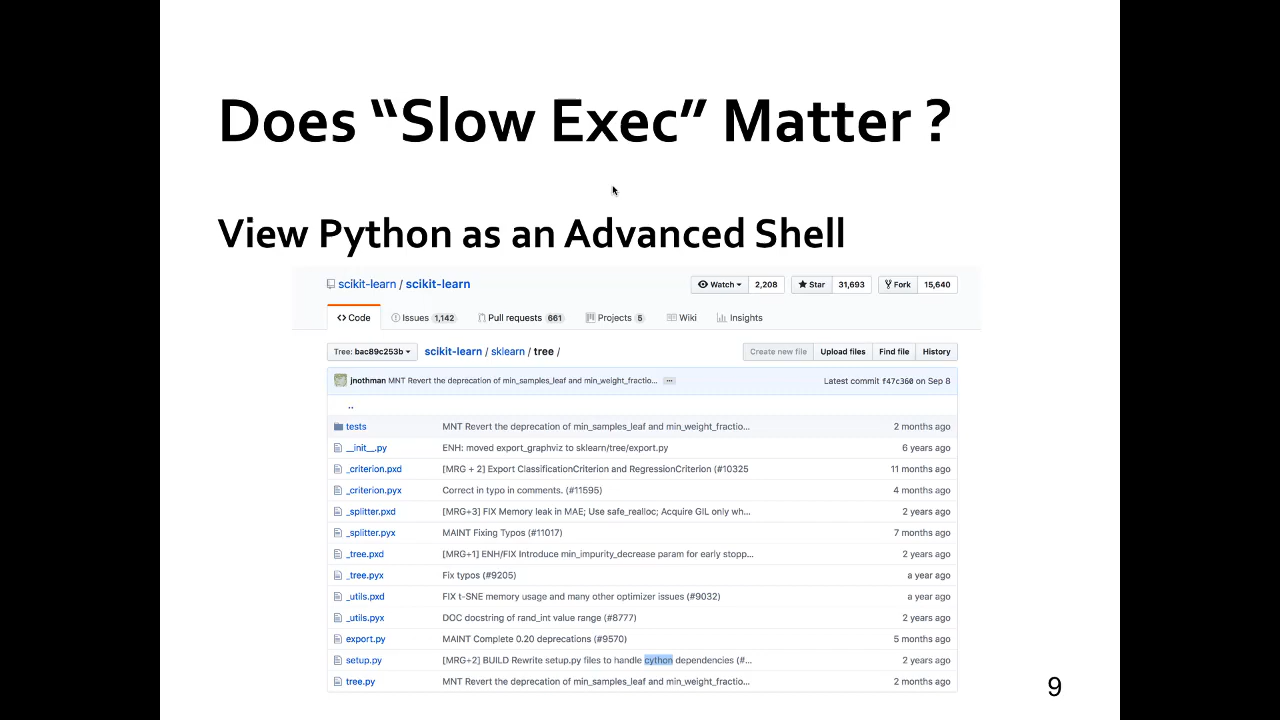 Does “Slow Exec” Matter ?
View Python as an Advanced Shell
scikit-learn / scikit-learn
Watch 2,208 Star 31,693 Fork 15,640
<> Code Issues 1,142 Pull requests 661 Projects 5 Wiki Insights
Tree: bac89c253b scikit-learn / sklearn / tree / Create new file Upload files Find file History
jnothman MNT Revert the deprecation of min_samples_leaf and min_weight_fractio... ... Latest commit f47c360 on Sep 8
..
tests MNT Revert the deprecation of min_samples_leaf and min_weight_fractio... 2 months ago
__init__.py ENH: moved export_graphviz to sklearn/tree/export.py 6 years ago
_criterion.pxd [MRG + 2] Export ClassificationCriterion and RegressionCriterion (#10325 11 months ago
_criterion.pyx Correct in typo in comments. (#11595) 4 months ago
_splitter.pxd [MRG+3] FIX Memory leak in MAE; Use safe_realloc; Acquire GIL only wh... 2 years ago
_splitter.pyx MAINT Fixing Typos (#11017) 7 months ago
_tree.pxd [MRG+1] ENH/FIX Introduce min_impurity_decrease param for early stopp... 2 years ago
_tree.pyx Fix typos (#9205) a year ago
_utils.pxd FIX t-SNE memory usage and many other optimizer issues (#9032) a year ago
_utils.pyx DOC docstring of rand_int value range (#8777) 2 years ago
export.py MAINT Complete 0.20 deprecations (#9570) 5 months ago
setup.py [MRG+2] BUILD Rewrite setup.py files to handle cython dependencies (#... 2 years ago
tree.py MNT Revert the deprecation of min_samples_leaf and min_weight_fractio... 2 months ago
9